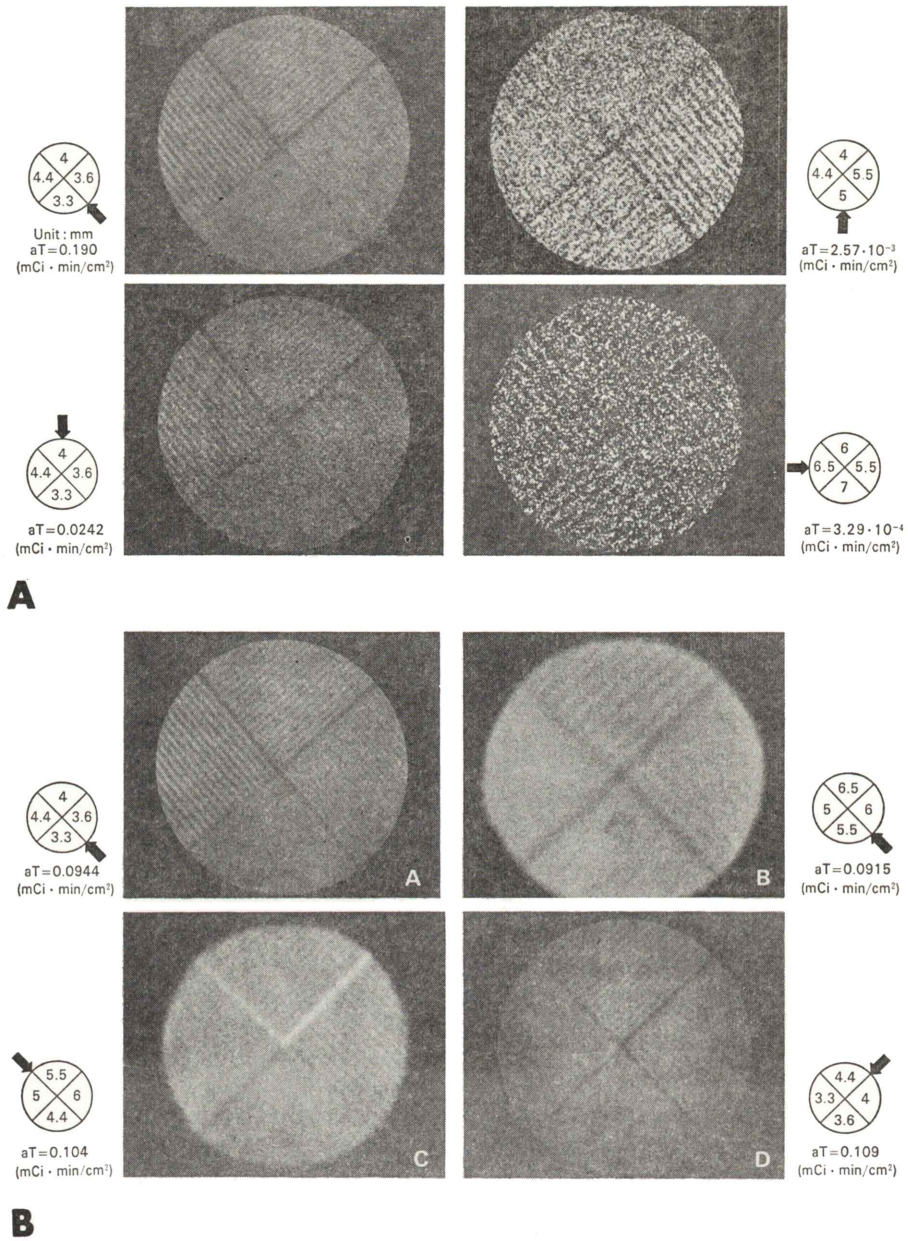 4
4.4 3.6
3.3
Unit : mm
aT=0.190
(mCi · min/cm²)
4
4.4 5.5
5
aT=2.57·10⁻³
(mCi · min/cm²)
4
4.4 3.6
3.3
aT=0.0242
(mCi · min/cm²)
6
6.5 5.5
7
aT=3.29·10⁻⁴
(mCi · min/cm²)
A
4
4.4 3.6
3.3
aT=0.0944
(mCi · min/cm²)
A
B
6.5
5 6
5.5
aT=0.0915
(mCi · min/cm²)
5.5
5 6
4.4
aT=0.104
(mCi · min/cm²)
C
D
4.4
3.3 4
3.6
aT=0.109
(mCi · min/cm²)
B